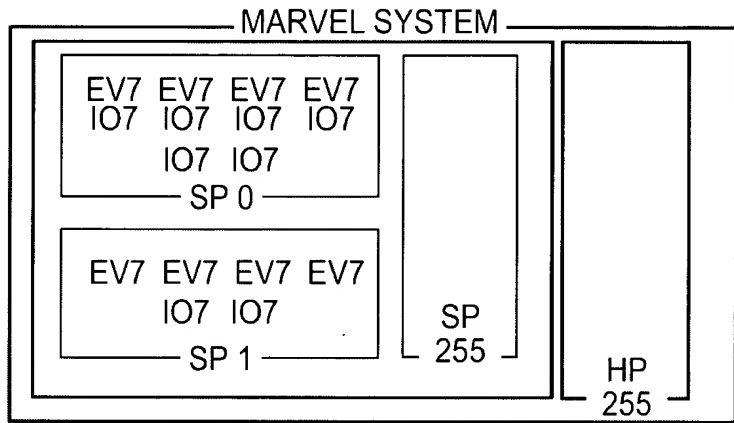 MARVEL SYSTEM
EV7 EV7 EV7 EV7
IO7 IO7 IO7 IO7
IO7 IO7
SP 0
EV7 EV7 EV7 EV7
IO7 IO7
SP 1
SP
255
HP
255